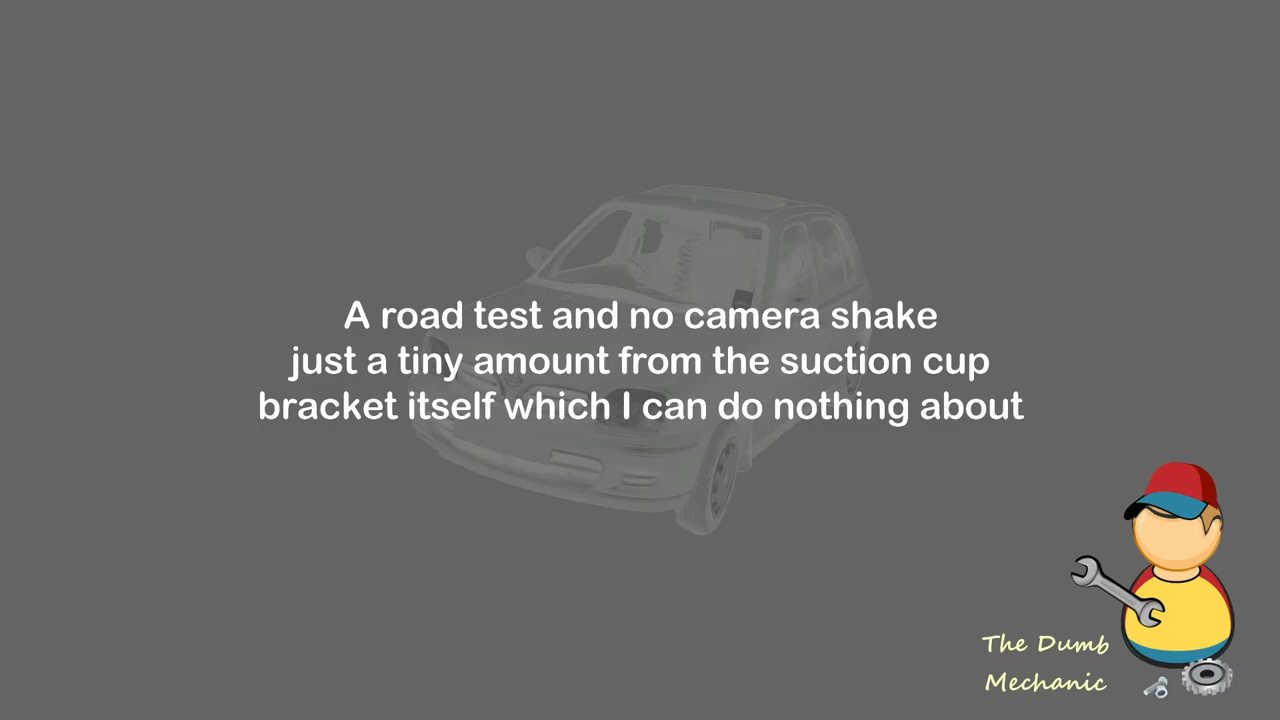 A road test and no camera shake
just a tiny amount from the suction cup
bracket itself which I can do nothing about
The Dumb
Mechanic